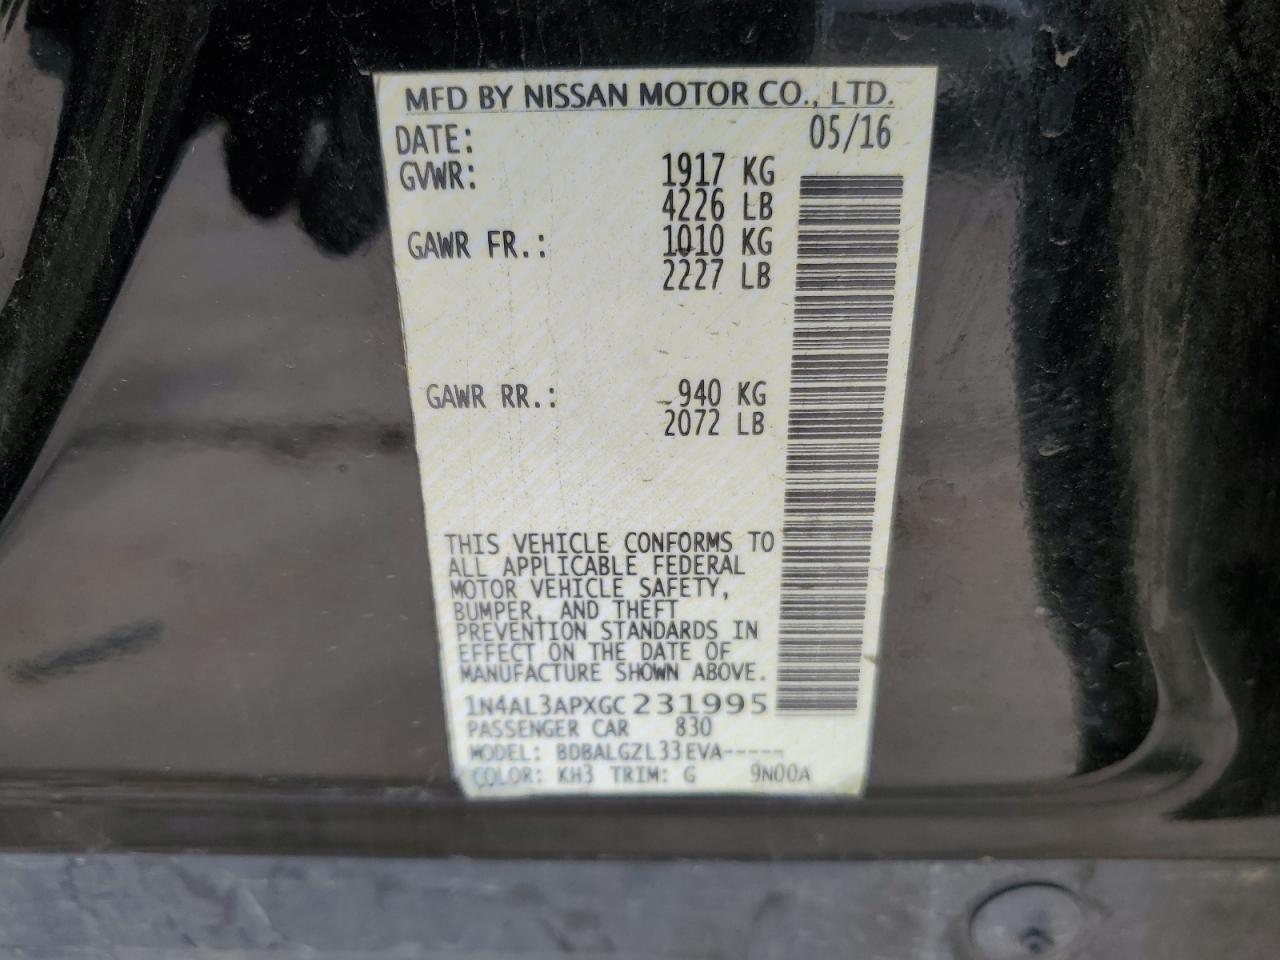 MFD BY NISSAN MOTOR CO., LTD.
DATE: 05/16
GVWR: 1917 KG
4226 LB
GAWR FR.: 1010 KG
2227 LB
GAWR RR.: 940 KG
2072 LB
THIS VEHICLE CONFORMS TO
ALL APPLICABLE FEDERAL
MOTOR VEHICLE SAFETY,
BUMPER, AND THEFT
PREVENTION STANDARDS IN
EFFECT ON THE DATE OF
MANUFACTURE SHOWN ABOVE.
1N4AL3APXGC231995
PASSENGER CAR 830
MODEL: BDBALGZL33EVA-----
COLOR: KH3 TRIM: G 9N00A